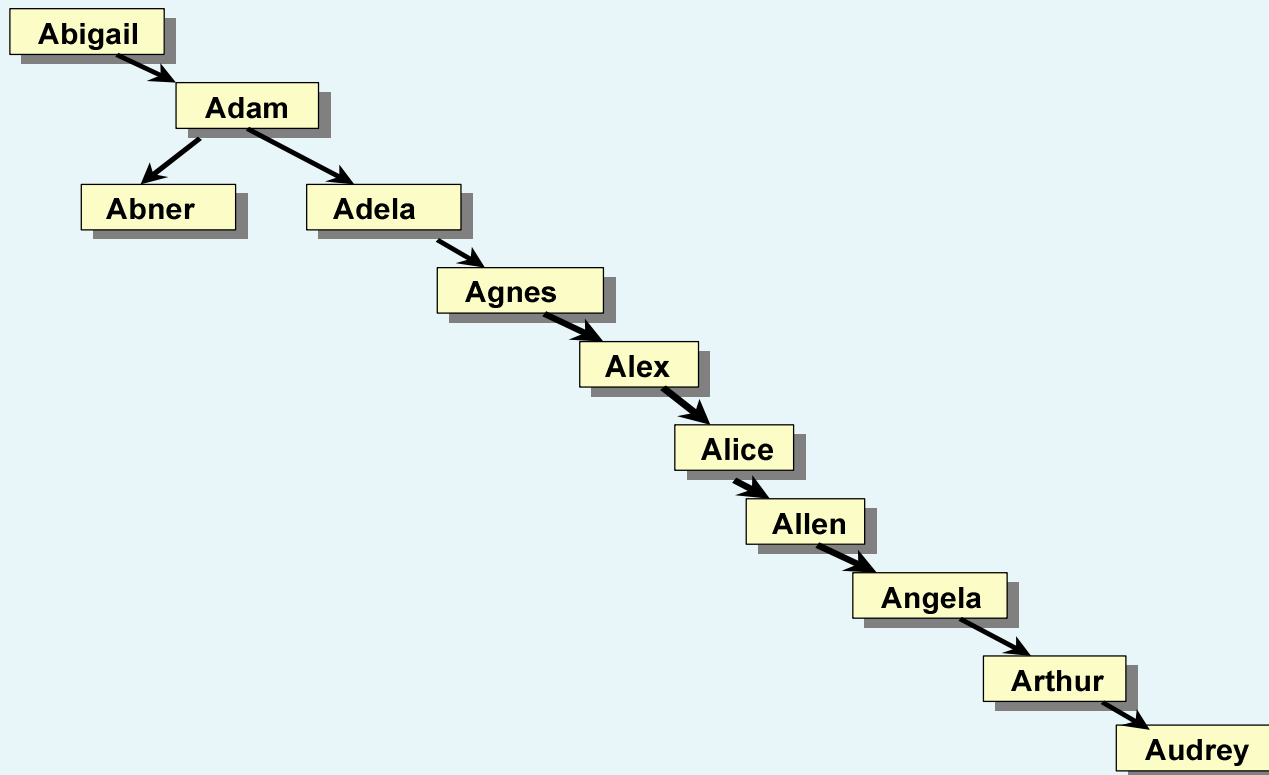 Abigail
Adam
Abner
Adela
Agnes
Alex
Alice
Allen
Angela
Arthur
Audrey